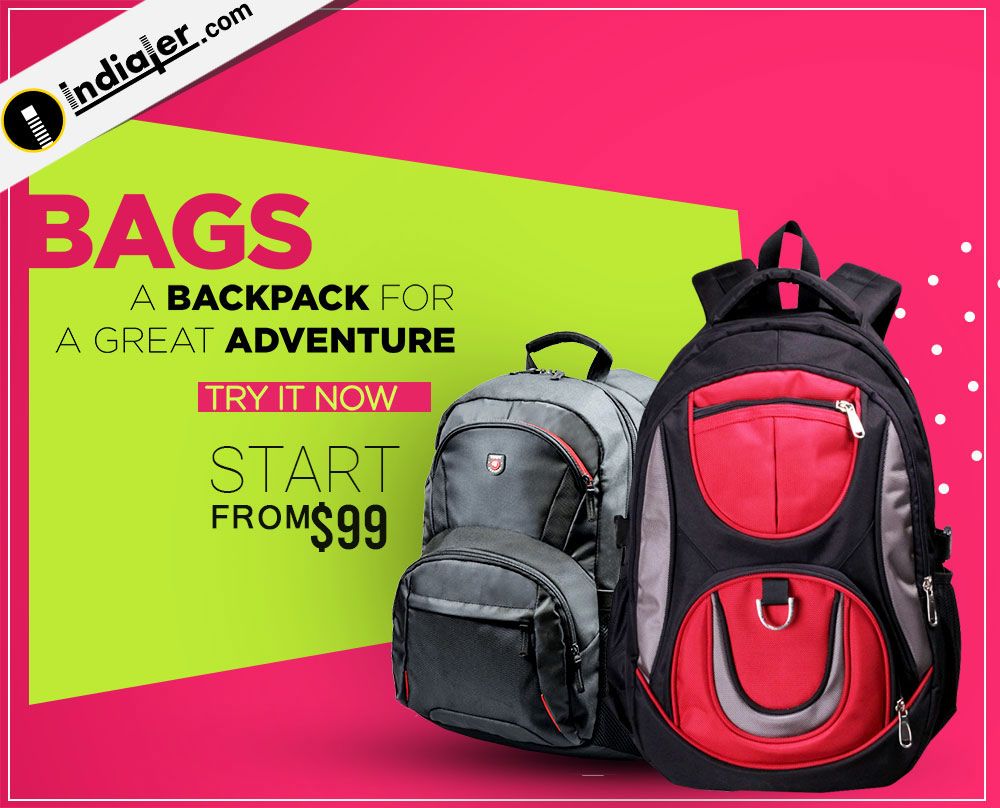 indiater.com
BAGS
A BACKPACK FOR
A GREAT ADVENTURE
TRY IT NOW
START
FROM $99